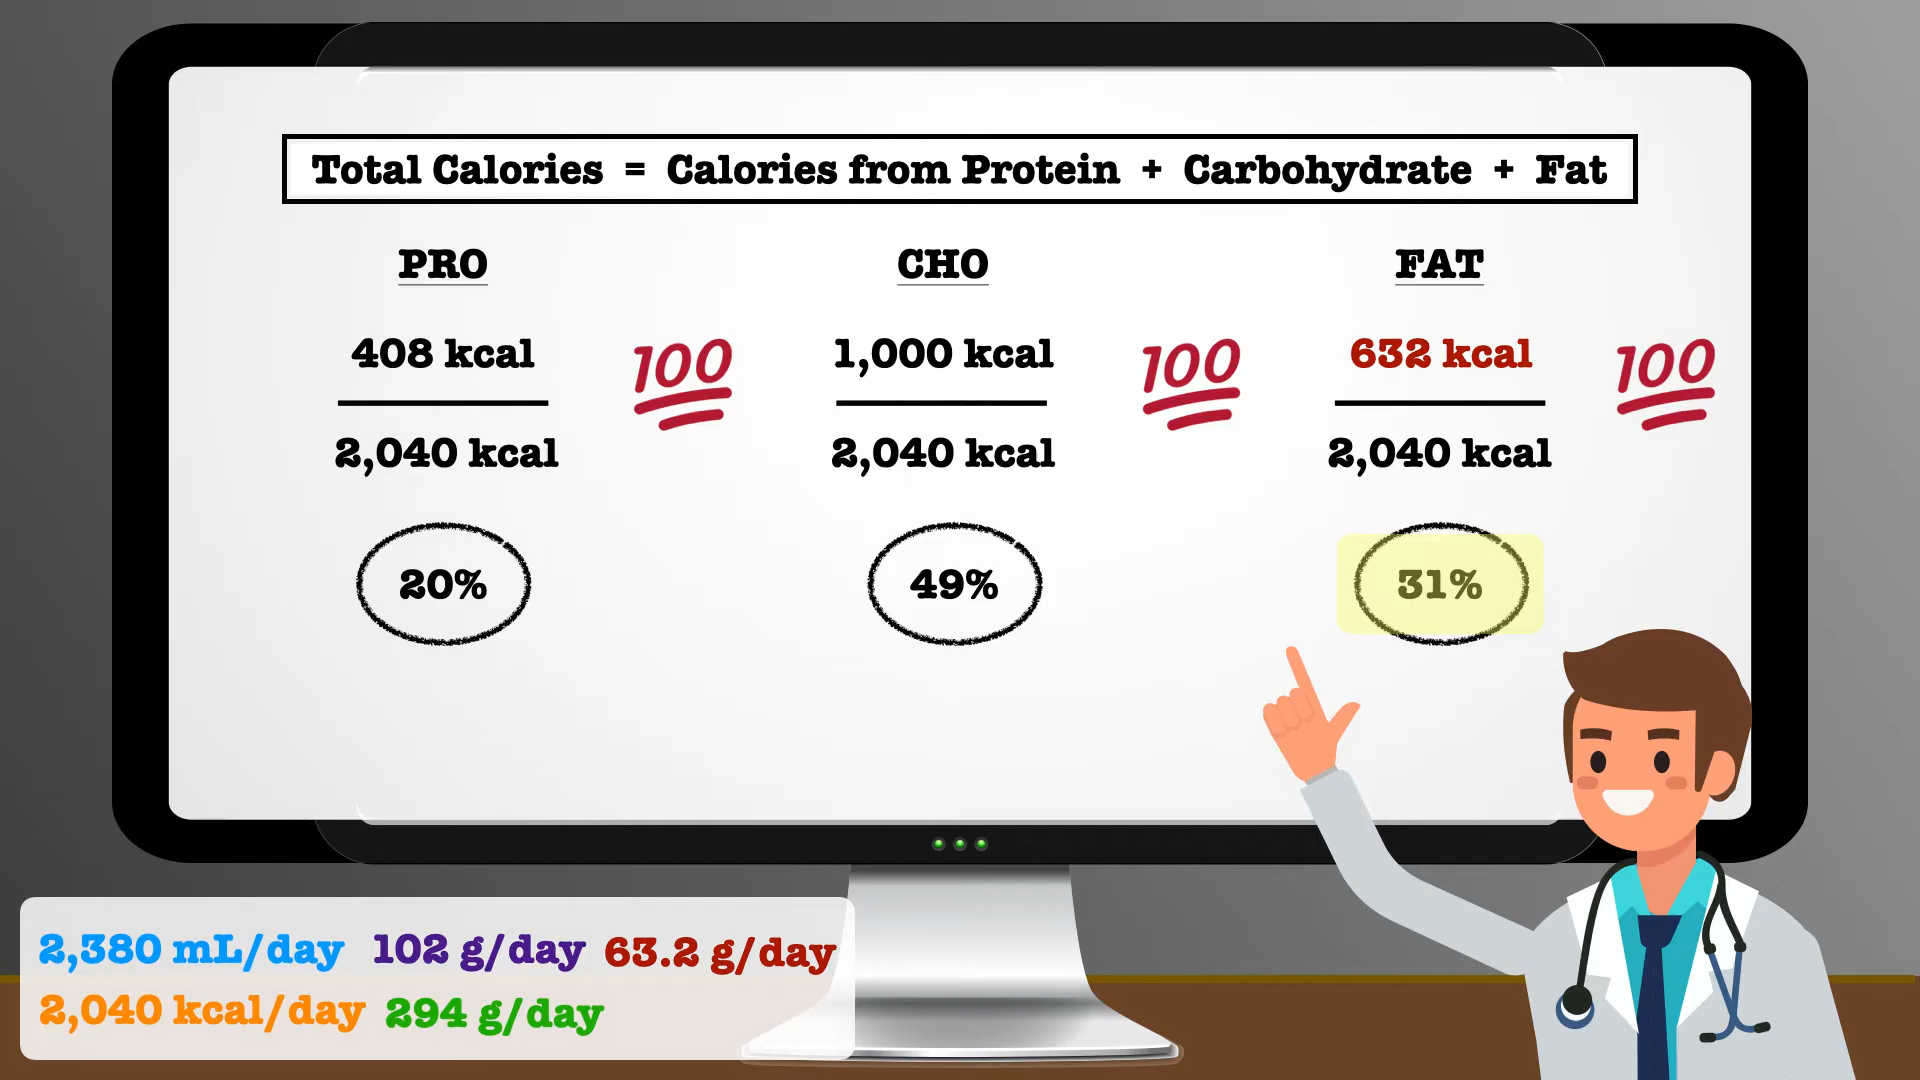 Total Calories = Calories from Protein + Carbohydrate + Fat
PRO CHO FAT
408 kcal 100 1,000 kcal 100 632 kcal 100
2,040 kcal 2,040 kcal 2,040 kcal
20% 49% 31%
2,380 mL/day 102 g/day 63.2 g/day
2,040 kcal/day 294 g/day